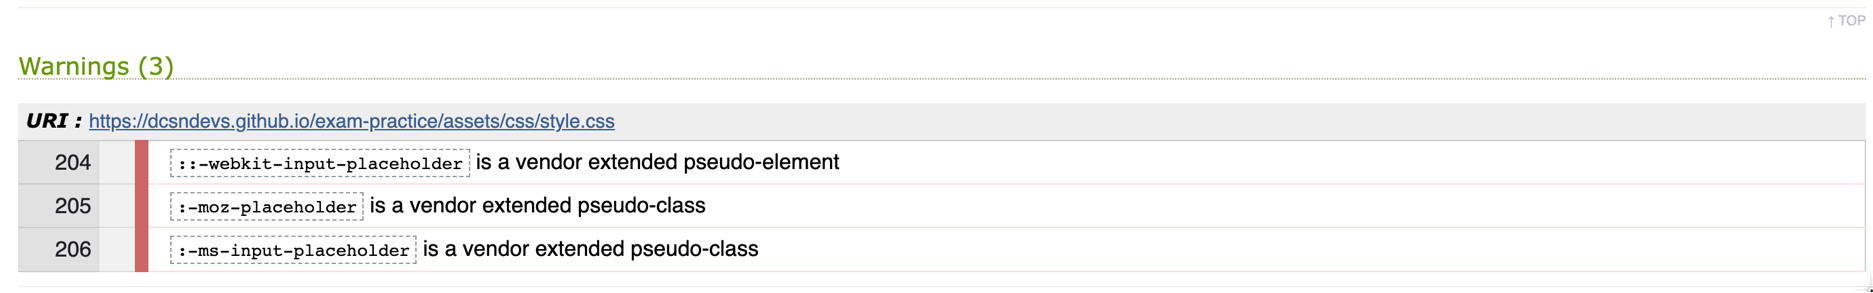 ↑ TOP
Warnings (3)
URI : https://dcsndevs.github.io/exam-practice/assets/css/style.css
204 ::-webkit-input-placeholder is a vendor extended pseudo-element
205 :-moz-placeholder is a vendor extended pseudo-class
206 :-ms-input-placeholder is a vendor extended pseudo-class